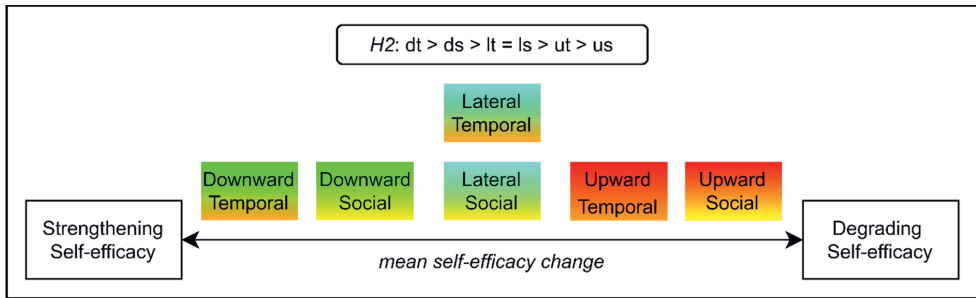 H2: dt > ds > lt = ls > ut > us
Lateral
Temporal
Downward
Temporal
Downward
Social
Lateral
Social
Upward
Temporal
Upward
Social
Strengthening
Self-efficacy
Degrading
Self-efficacy
mean self-efficacy change